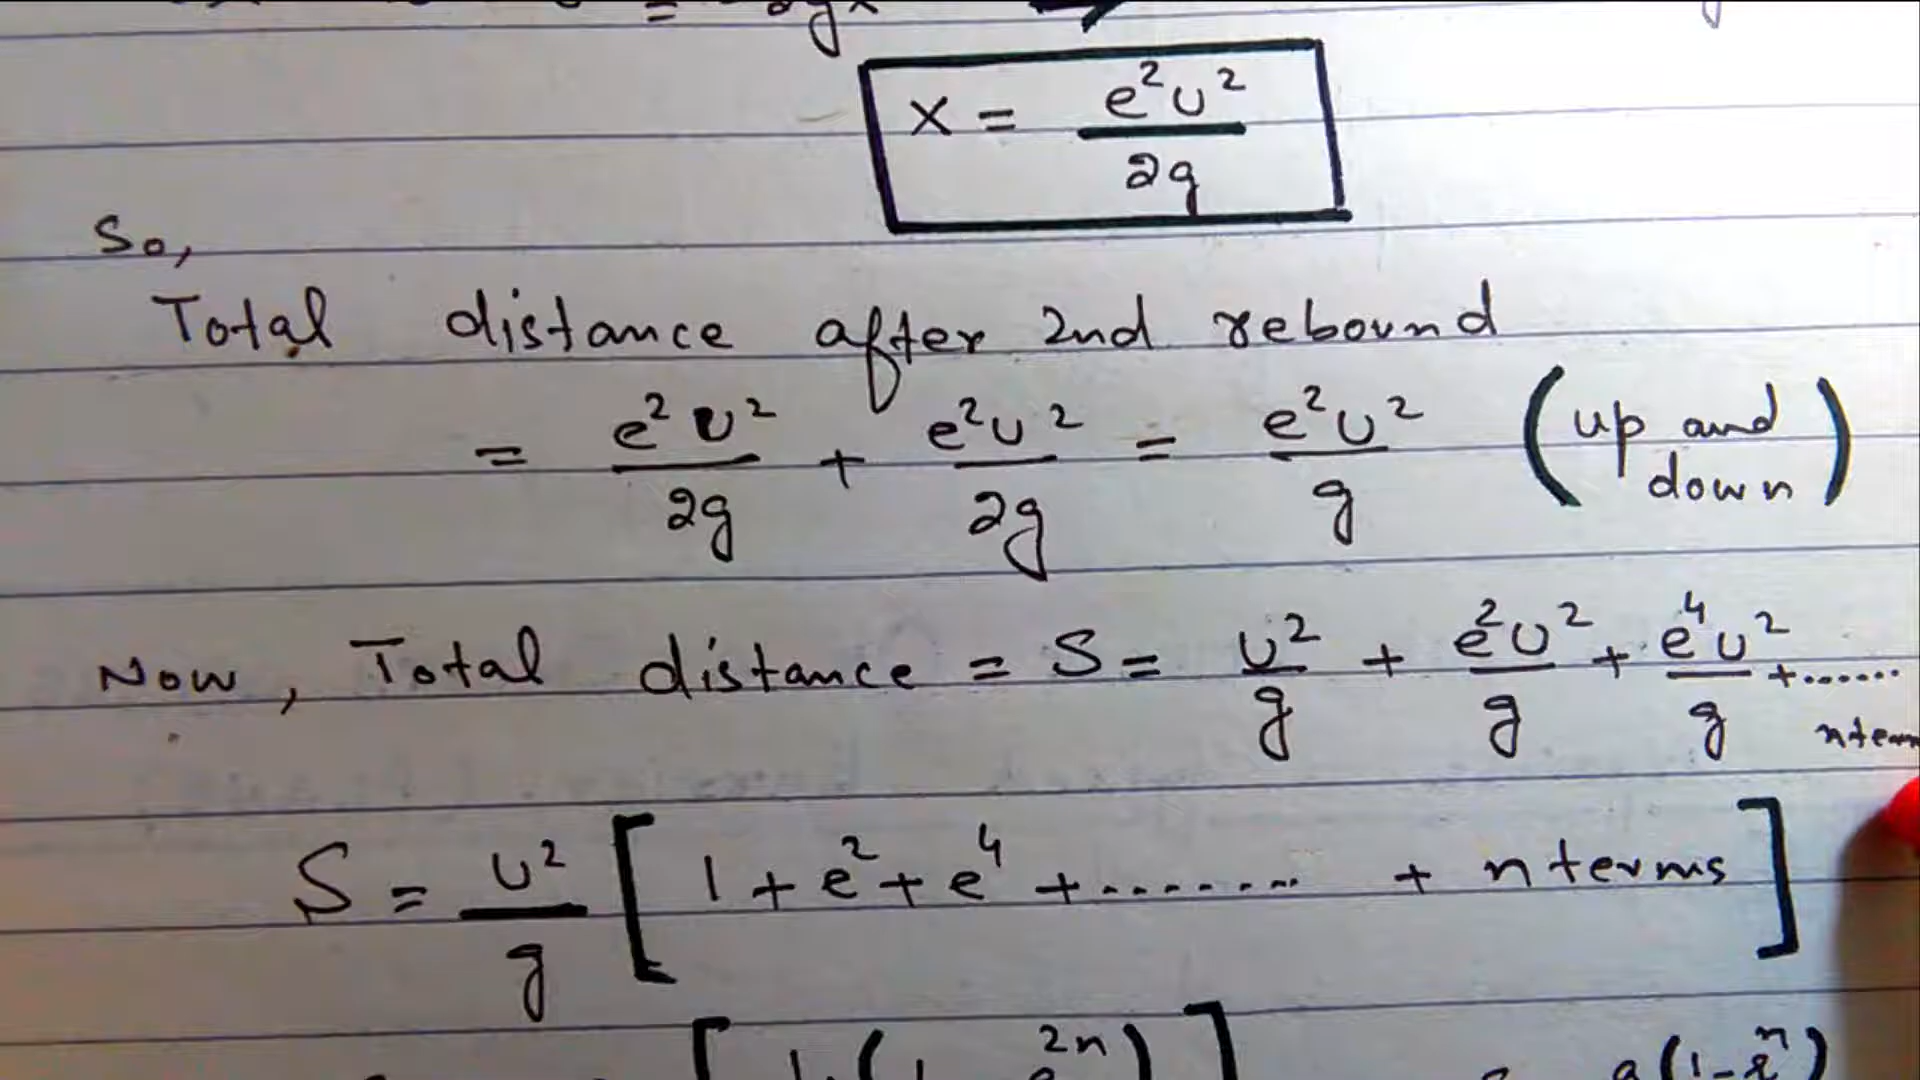 x = e²u²/2g
So,
Total distance after 2nd rebound
= e²u²/2g + e²u²/2g = e²u²/g (up and down)
Now, Total distance = S = u²/g + e²u²/g + e⁴u²/g + ....... n
S = u²/g [1 + e² + e⁴ + ........ + n terms]